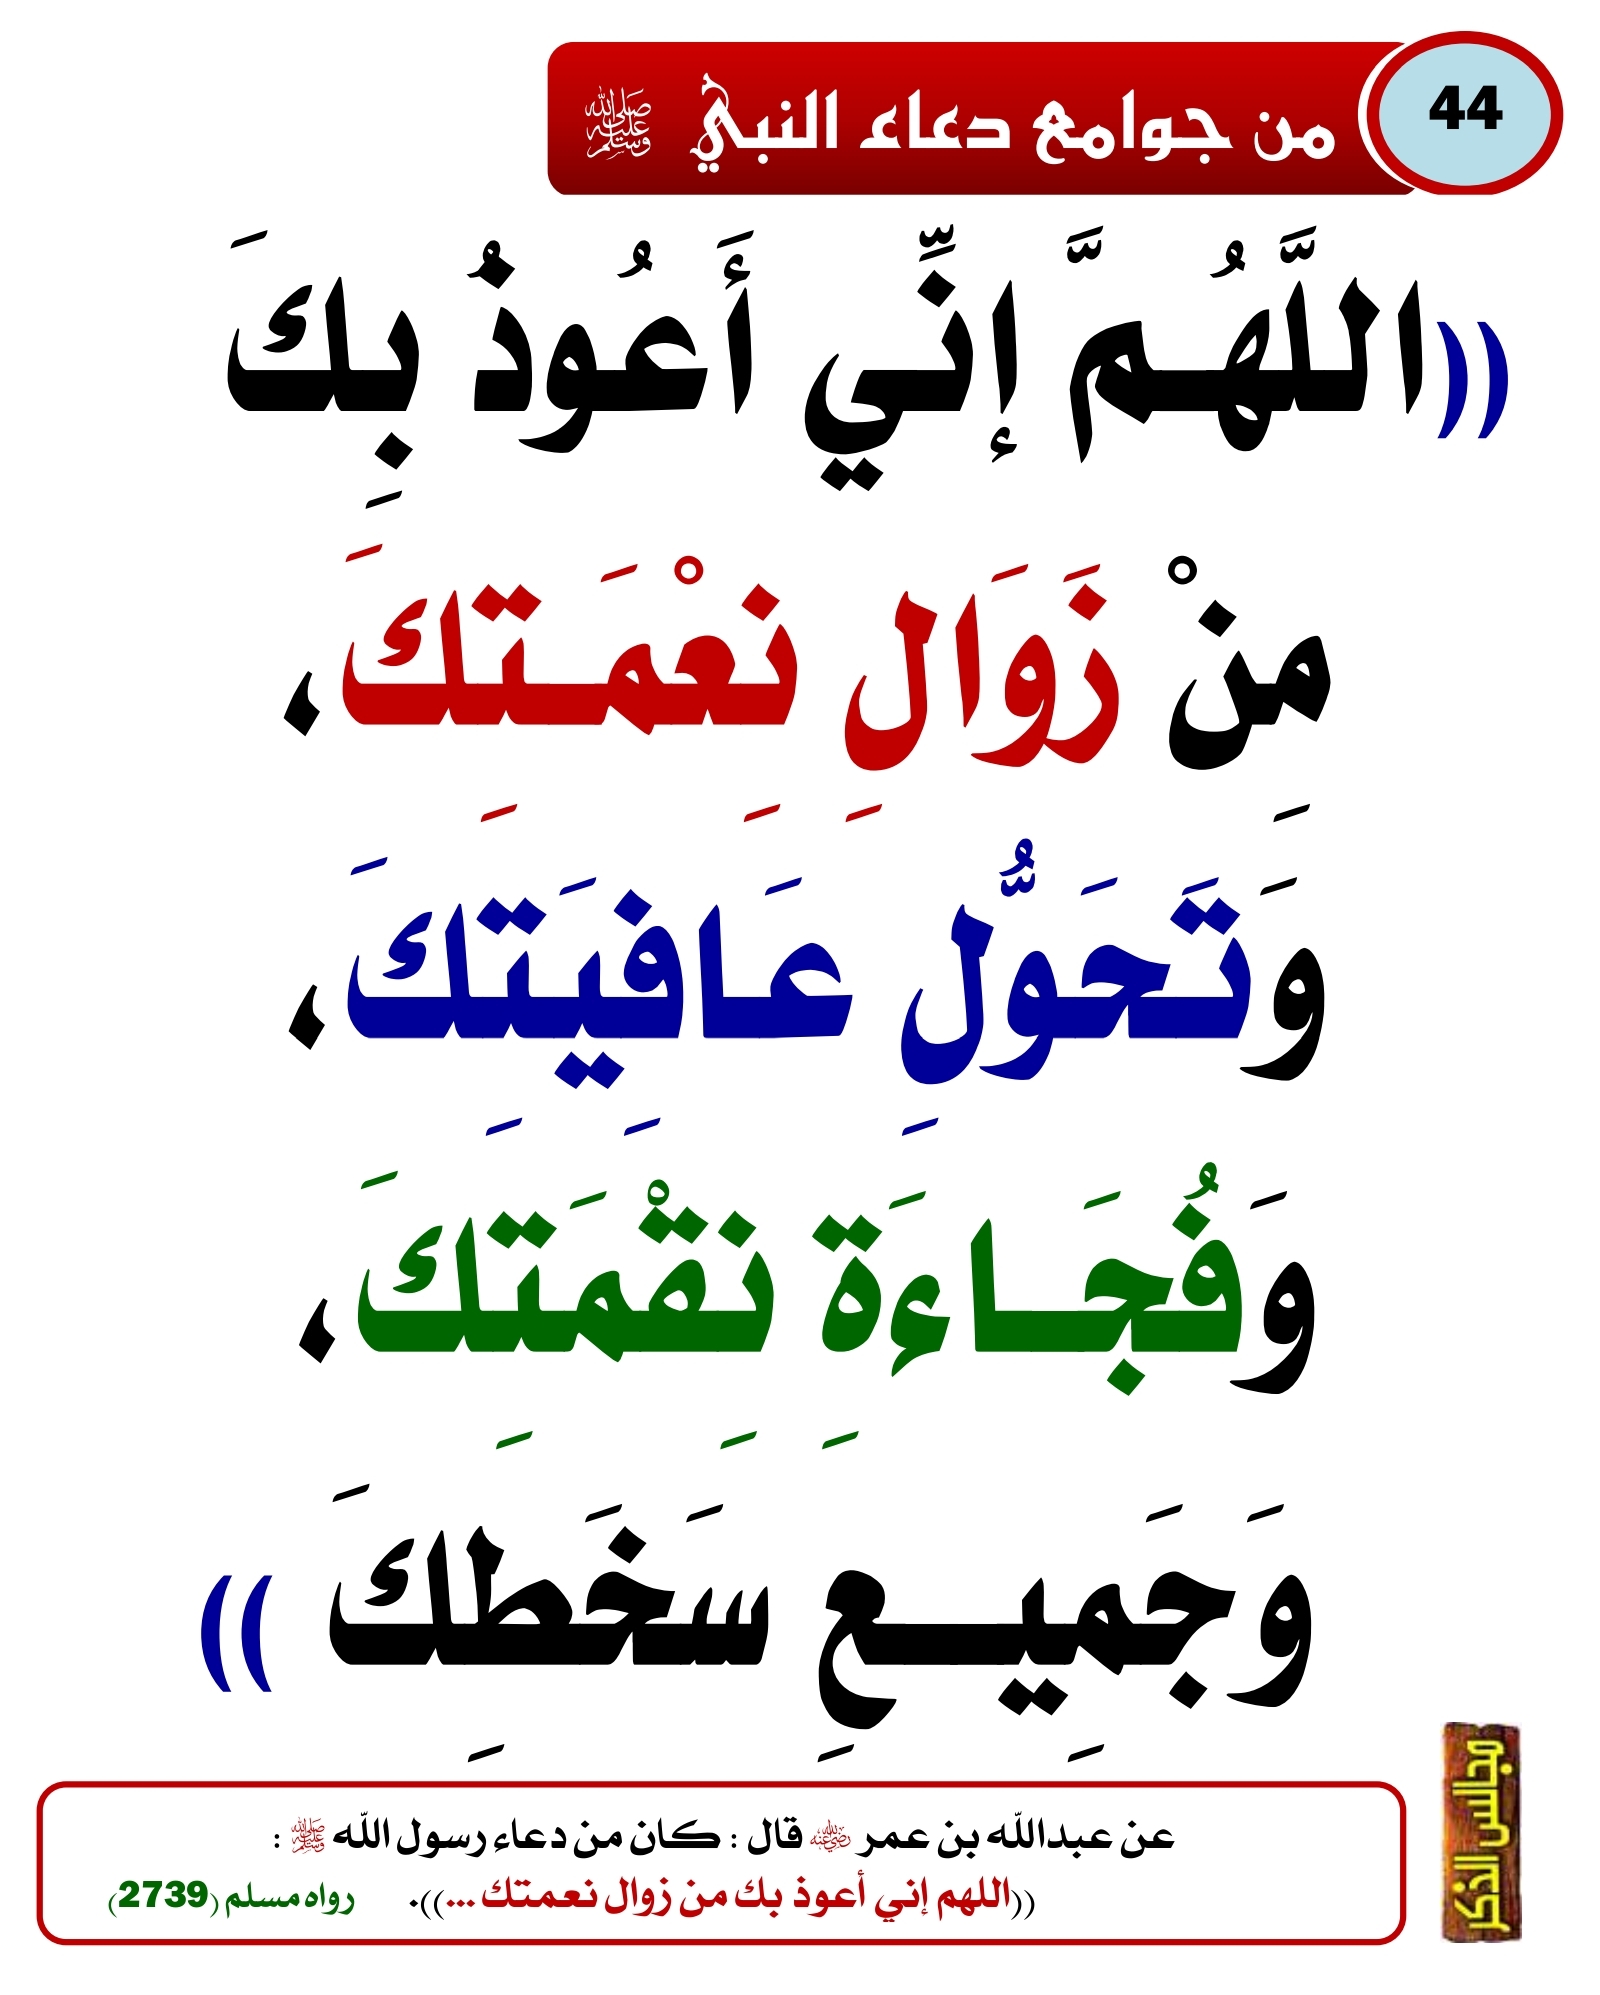 44
من جوامع دعاء النبي ﷺ
((اللَّهُمَّ إِنِّي أَعُوذُ بِكَ
مِنْ زَوَالِ نِعْمَتِكَ،
وَتَحَوُّلِ عَافِيَتِكَ،
وَفُجَاءَةِ نِقْمَتِكَ،
وَجَمِيعِ سَخَطِكَ ))
عن عبدالله بن عمر رضي الله عنه قال : كان من دعاء رسول الله ﷺ :
((اللهم إني أعوذ بك من زوال نعمتك ...)). رواه مسلم (2739)
مجالس الذكر